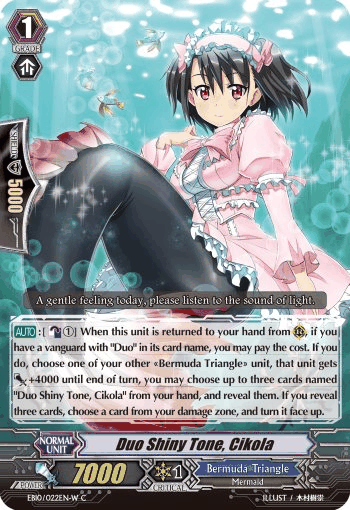 1
GRADE
SHIELD
5000
A gentle feeling today, please listen to the sound of light.
AUTO : [ ①] When this unit is returned to your hand from , if you
have a vanguard with "Duo" in its card name, you may pay the cost. If you
do, choose one of your other «Bermuda Triangle» unit, that unit gets
+4000 until end of turn, you may choose up to three cards named
"Duo Shiny Tone, Cikola" from your hand, and reveal them. If you reveal
three cards, choose a card from your damage zone, and turn it face up.
NORMAL
UNIT
Duo Shiny Tone, Cikola
POWER
7000
1
CRITICAL
Bermuda Triangle
Mermaid
EB10/022EN-W C
ILLUST / 木村樹崇